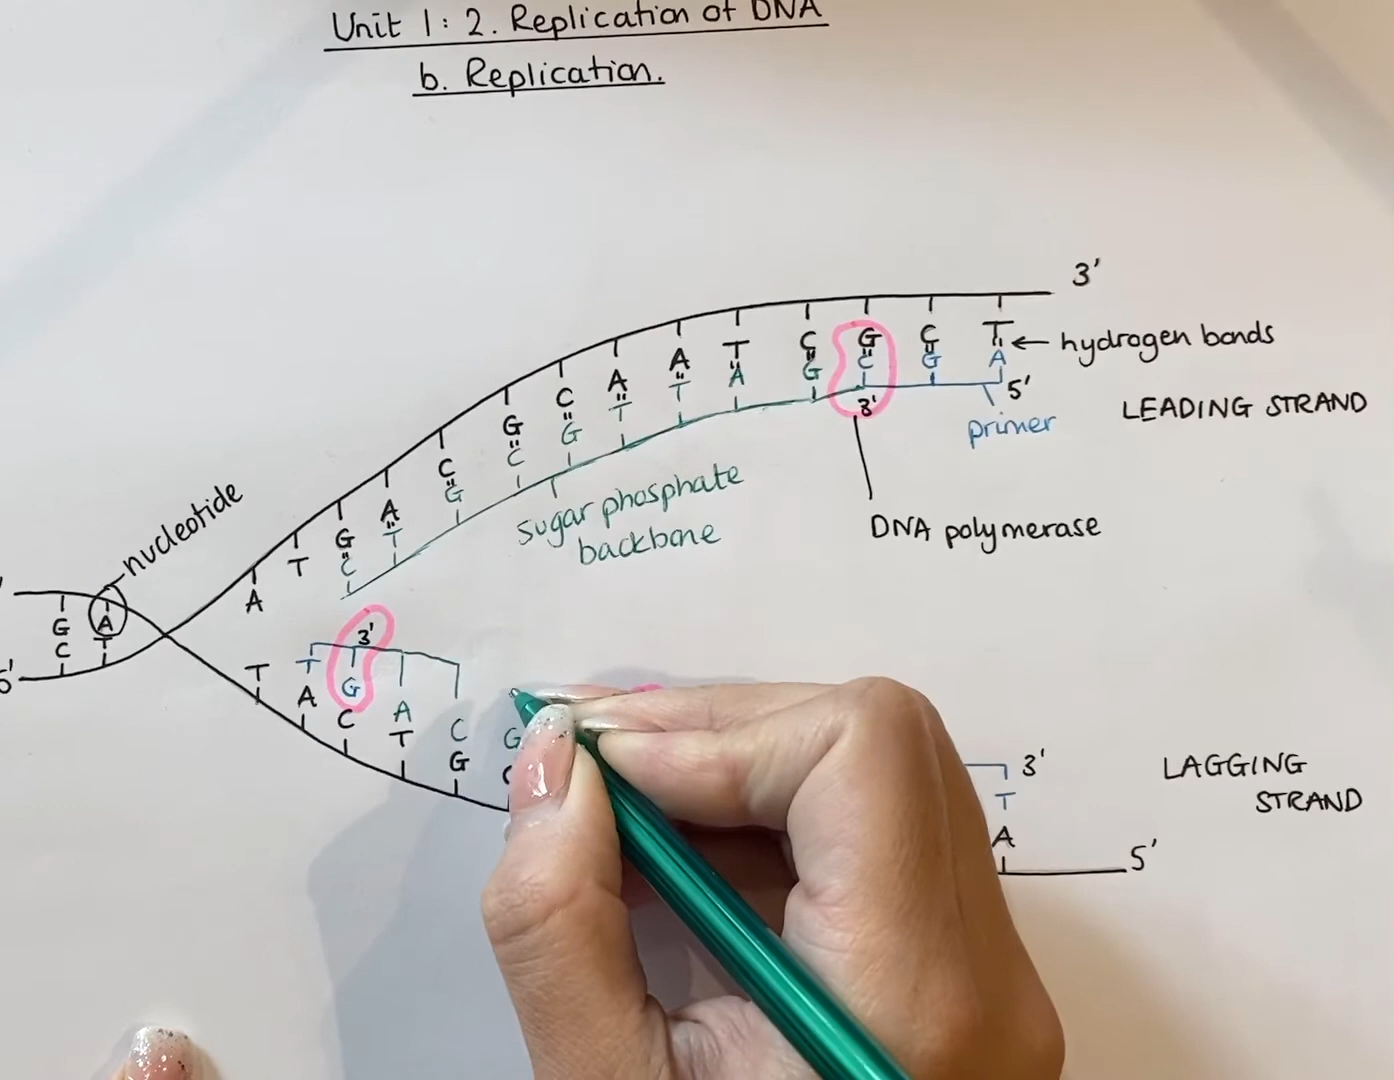 Unit 1: 2. Replication of DNA
b. Replication.
3'
T A T G A C G C A A T C G C T
hydrogen bonds
C T G C G T T A G C G A
5'
3'
LEADING STRAND
primer
sugar phosphate
backbone
DNA polymerase
nucleotide
G A
C T
5'
3'
T G A C G
T A C T G
3'
T
A
5'
LAGGING
STRAND